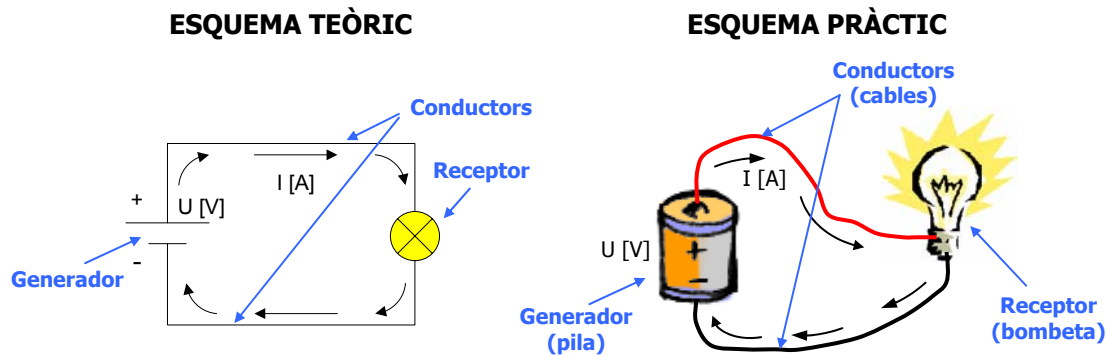 ESQUEMA TEÒRIC
Conductors
I [A]
Receptor
+
U [V]
-
Generador
ESQUEMA PRÀCTIC
Conductors
(cables)
I [A]
U [V]
+
−
Generador
(pila)
Receptor
(bombeta)